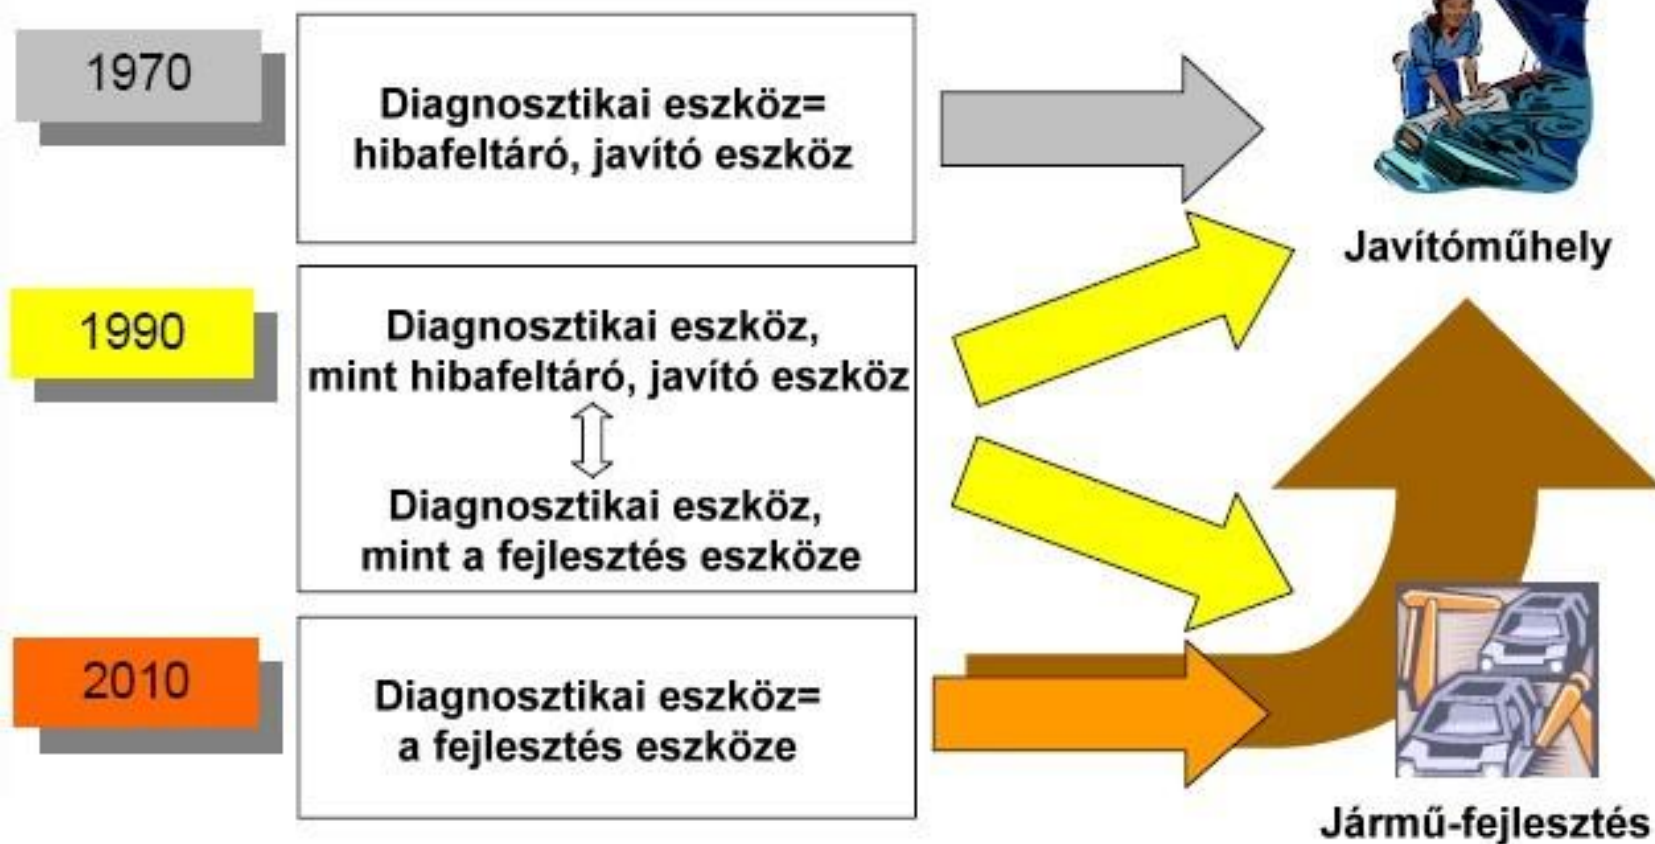 1970
Diagnosztikai eszköz=
hibafeltáró, javító eszköz
Javítóműhely
1990
Diagnosztikai eszköz,
mint hibafeltáró, javító eszköz
Diagnosztikai eszköz,
mint a fejlesztés eszköze
2010
Diagnosztikai eszköz=
a fejlesztés eszköze
Jármű-fejlesztés